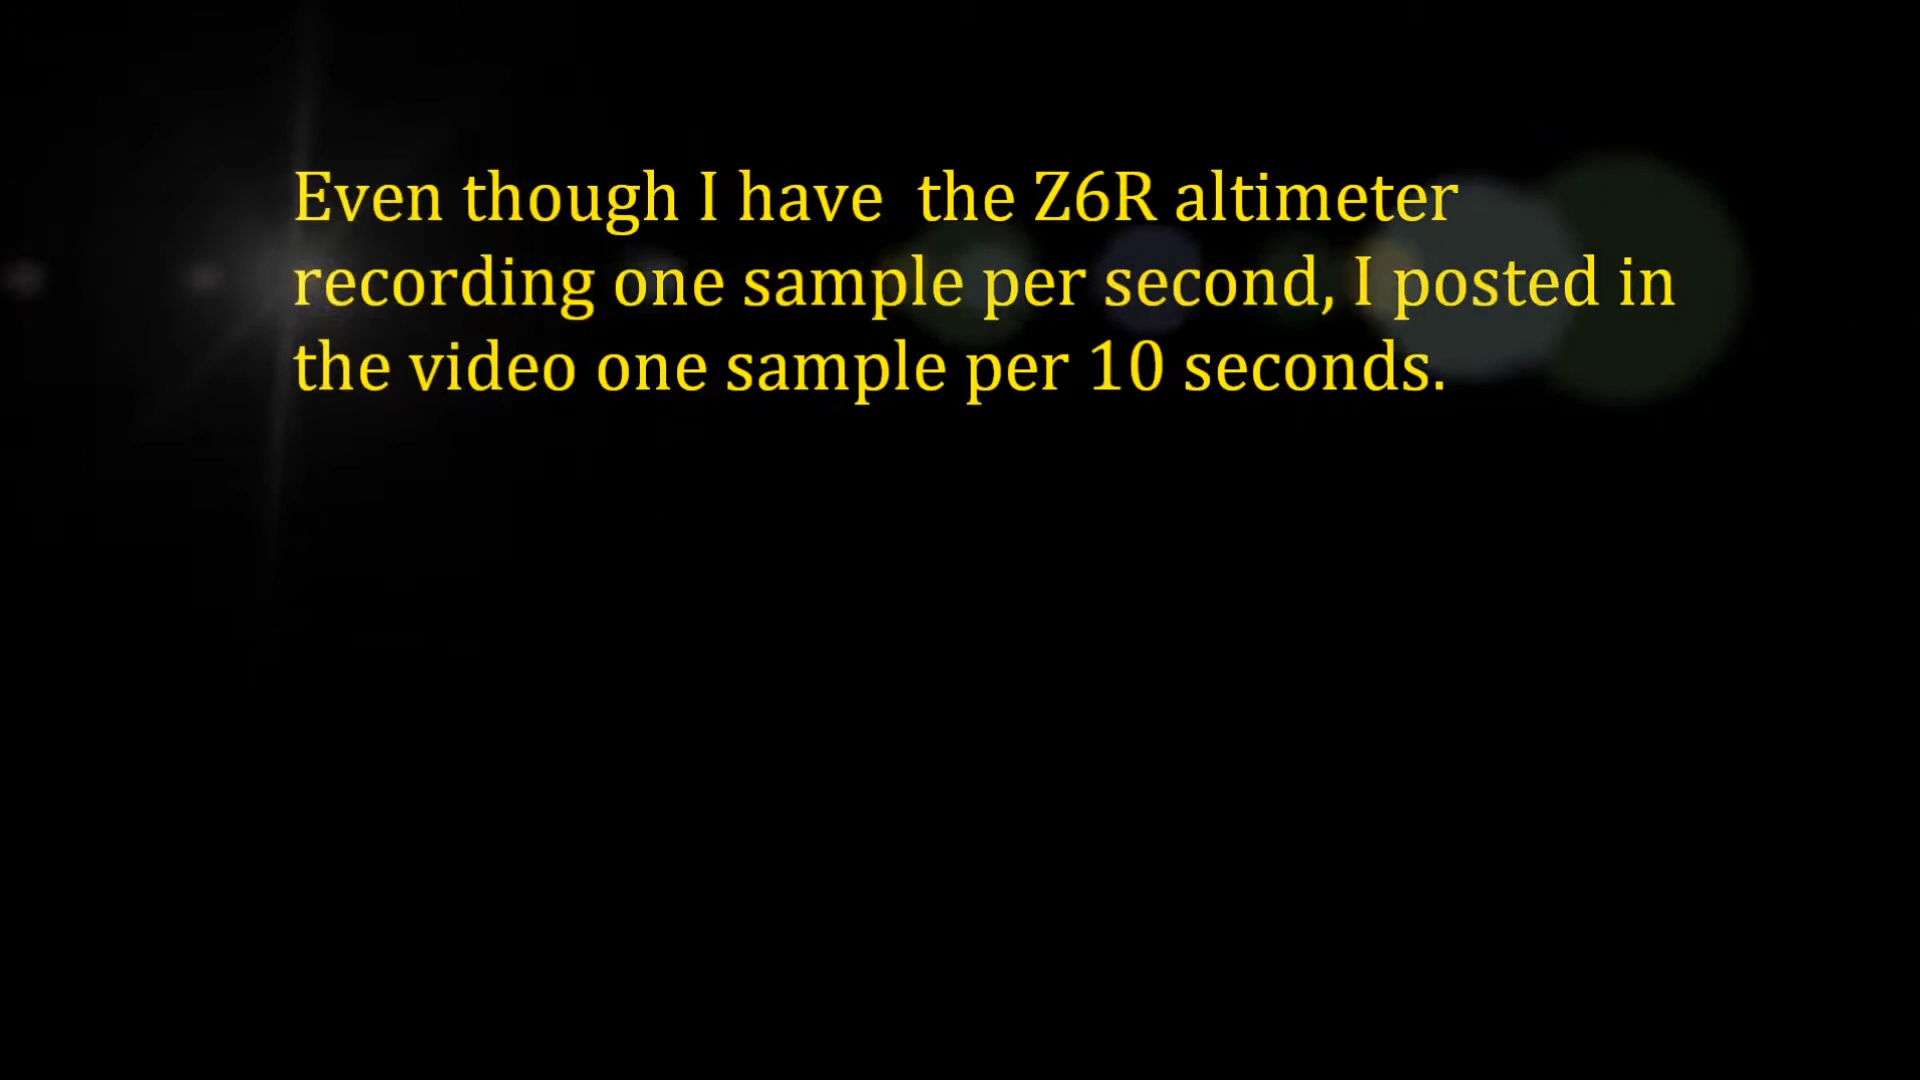 Even though I have  the Z6R altimeter
recording one sample per second, I posted in
the video one sample per 10 seconds.